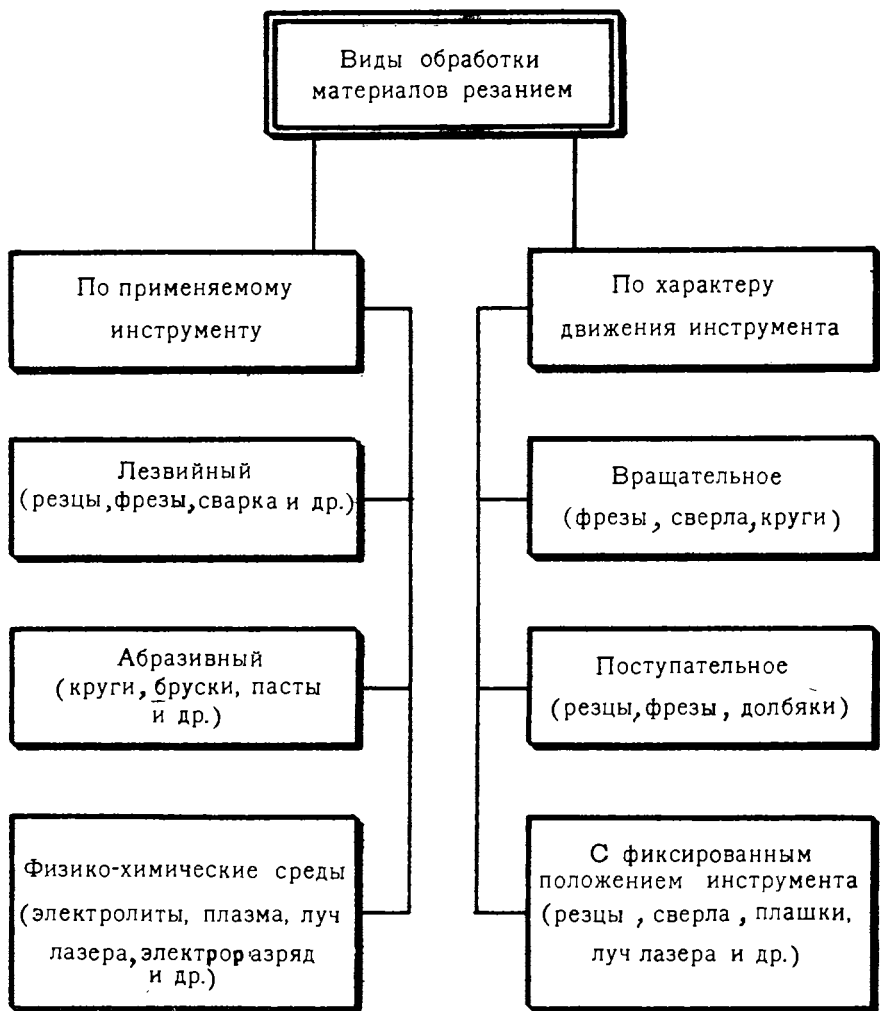 Виды обработки
материалов резанием
По применяемому
инструменту
Лезвийный
(резцы, фрезы, сварка и др.)
Абразивный
(круги, бруски, пасты
и др.)
Физико-химические среды
(электролиты, плазма, луч
лазера, электроразряд
и др.)
По характеру
движения инструмента
Вращательное
(фрезы, сверла, круги)
Поступательное
(резцы, фрезы, долбяки)
С фиксированным
положением инструмента
(резцы, сверла, плашки,
луч лазера и др.)